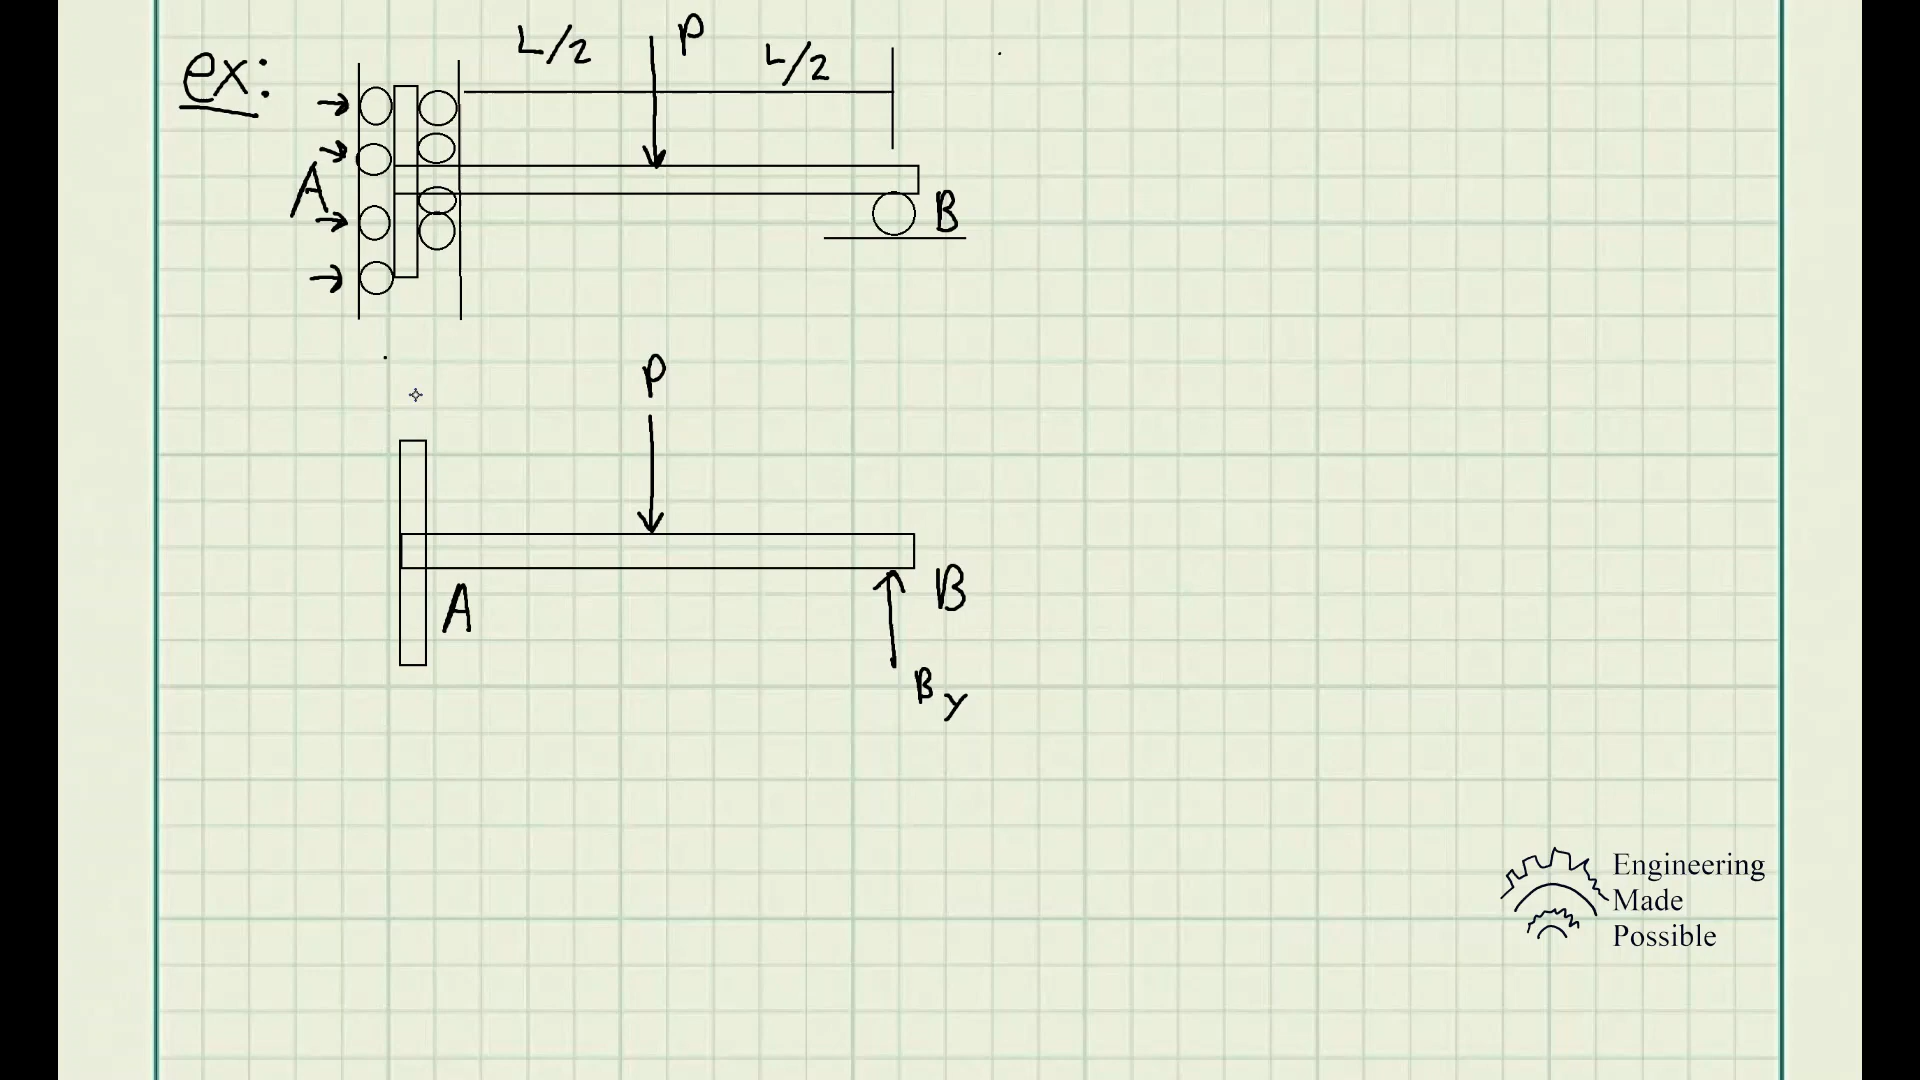 ex:
L/2
P
L/2
A
B
P
A
B
By
Engineering
Made
Possible